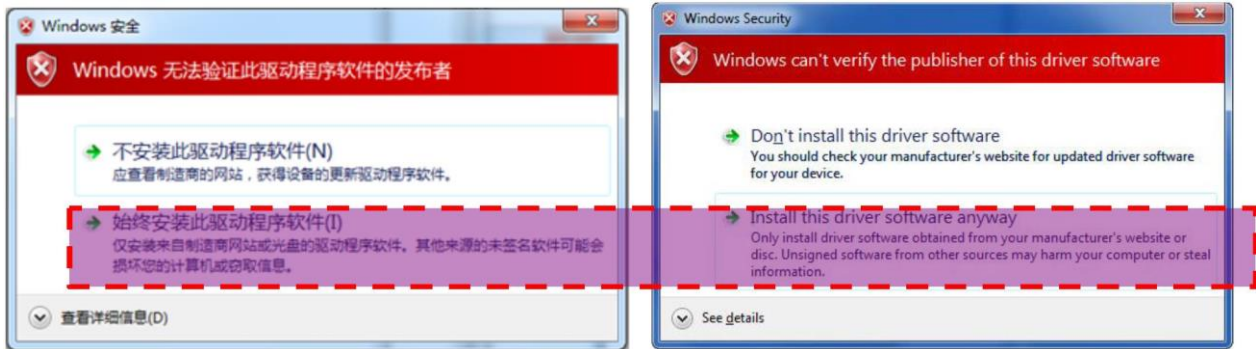 Windows 安全
Windows 无法验证此驱动程序软件的发布者
不安装此驱动程序软件(N)
应查看制造商的网站，获得设备的更新驱动程序软件。
始终安装此驱动程序软件(I)
仅安装来自制造商网站或光盘的驱动程序软件。其他来源的未签名软件可能会
损坏您的计算机或窃取信息。
查看详细信息(D)
Windows Security
Windows can't verify the publisher of this driver software
Don't install this driver software
You should check your manufacturer's website for updated driver software
for your device.
Install this driver software anyway
Only install driver software obtained from your manufacturer's website or
disc. Unsigned software from other sources may harm your computer or steal
information.
See details